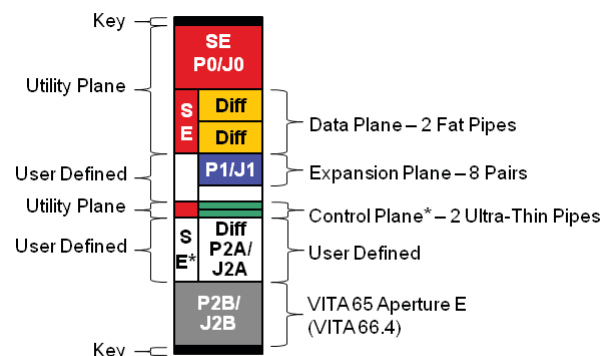 Key
SE
P0/J0
Utility Plane
S
E
Diff
Diff
Data Plane – 2 Fat Pipes
User Defined
P1/J1
Expansion Plane – 8 Pairs
Utility Plane
Control Plane* – 2 Ultra-Thin Pipes
User Defined
S
E*
Diff
P2A/
J2A
User Defined
P2B/
J2B
VITA 65 Aperture E
(VITA 66.4)
Key